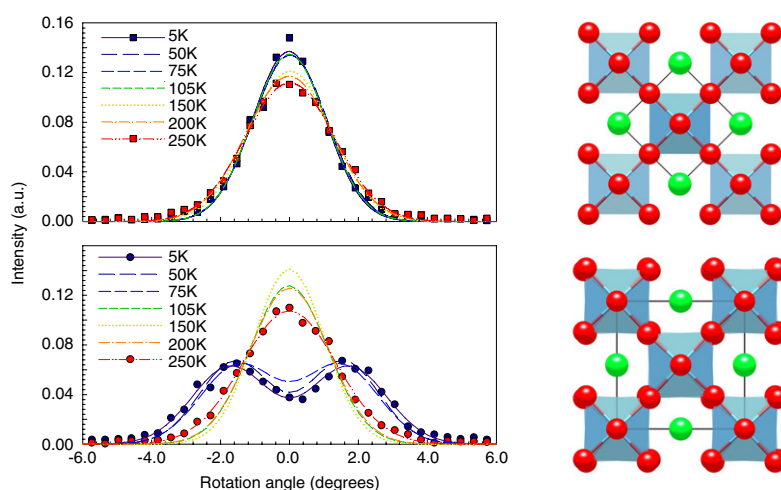 0.16
0.12
0.08
0.04
0.00
5K
50K
75K
105K
150K
200K
250K
Intensity (a.u.)
0.12
0.08
0.04
0.00
5K
50K
75K
105K
150K
200K
250K
-6.0 -4.0 -2.0 0.0 2.0 4.0 6.0
Rotation angle (degrees)